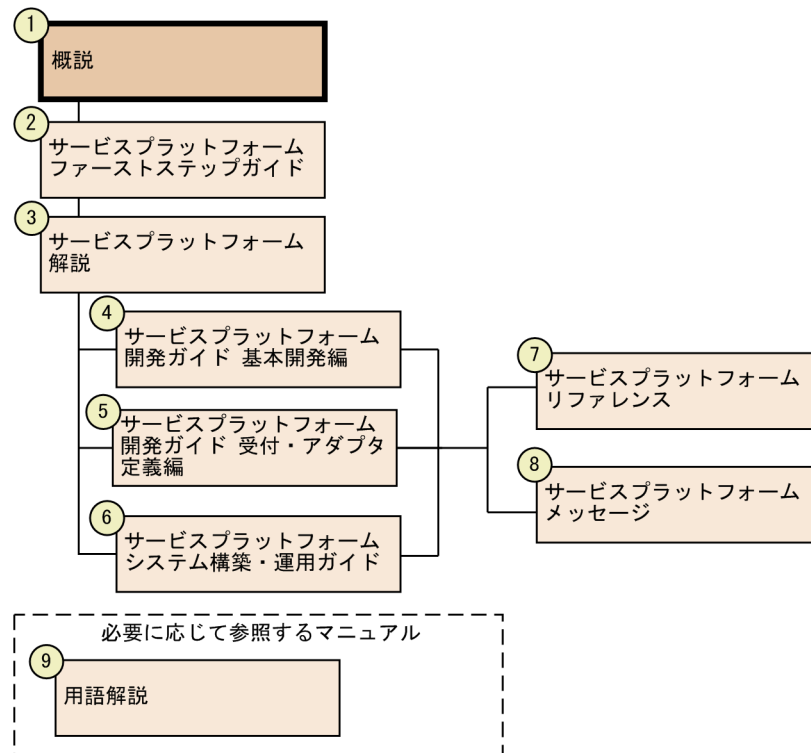 1
概説
2
サービスプラットフォーム
ファーストステップガイド
3
サービスプラットフォーム
解説
4
サービスプラットフォーム
開発ガイド 基本開発編
5
サービスプラットフォーム
開発ガイド 受付・アダプタ
定義編
6
サービスプラットフォーム
システム構築・運用ガイド
7
サービスプラットフォーム
リファレンス
8
サービスプラットフォーム
メッセージ
必要に応じて参照するマニュアル
9
用語解説